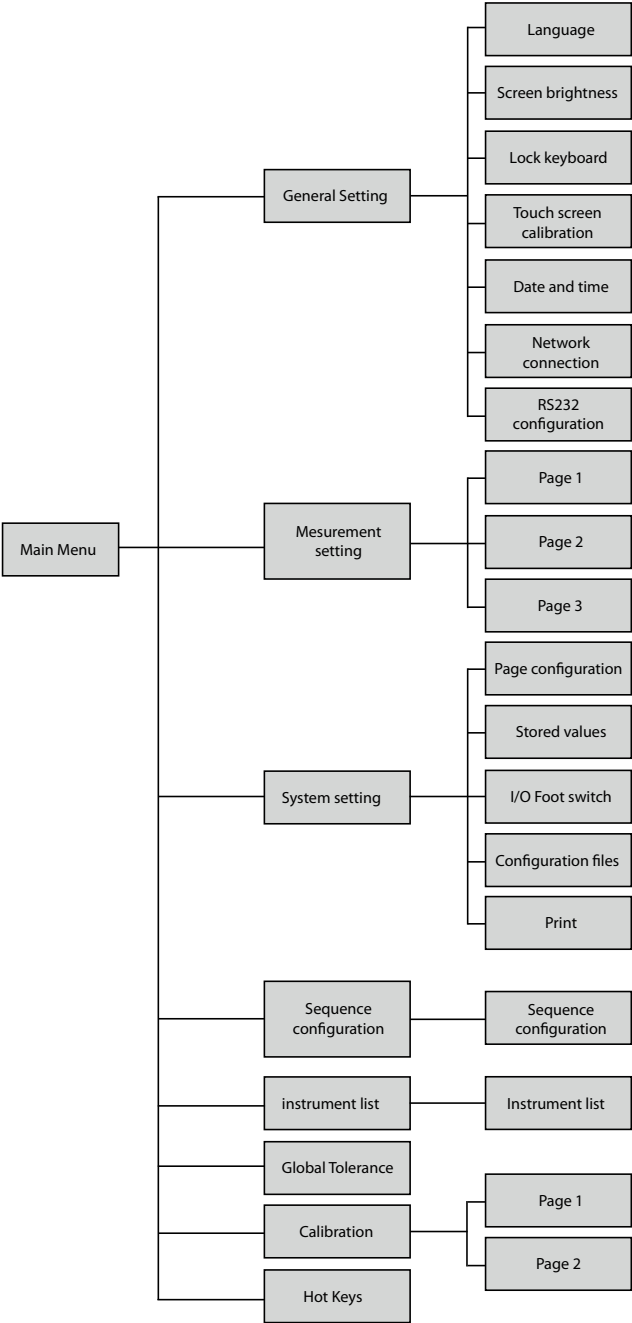 Main Menu
General Setting
Language
Screen brightness
Lock keyboard
Touch screen
calibration
Date and time
Network
connection
RS232
configuration
Mesurement
setting
Page 1
Page 2
Page 3
System setting
Page configuration
Stored values
I/O Foot switch
Configuration files
Print
Sequence
configuration
Sequence
configuration
instrument list
Instrument list
Global Tolerance
Calibration
Page 1
Page 2
Hot Keys